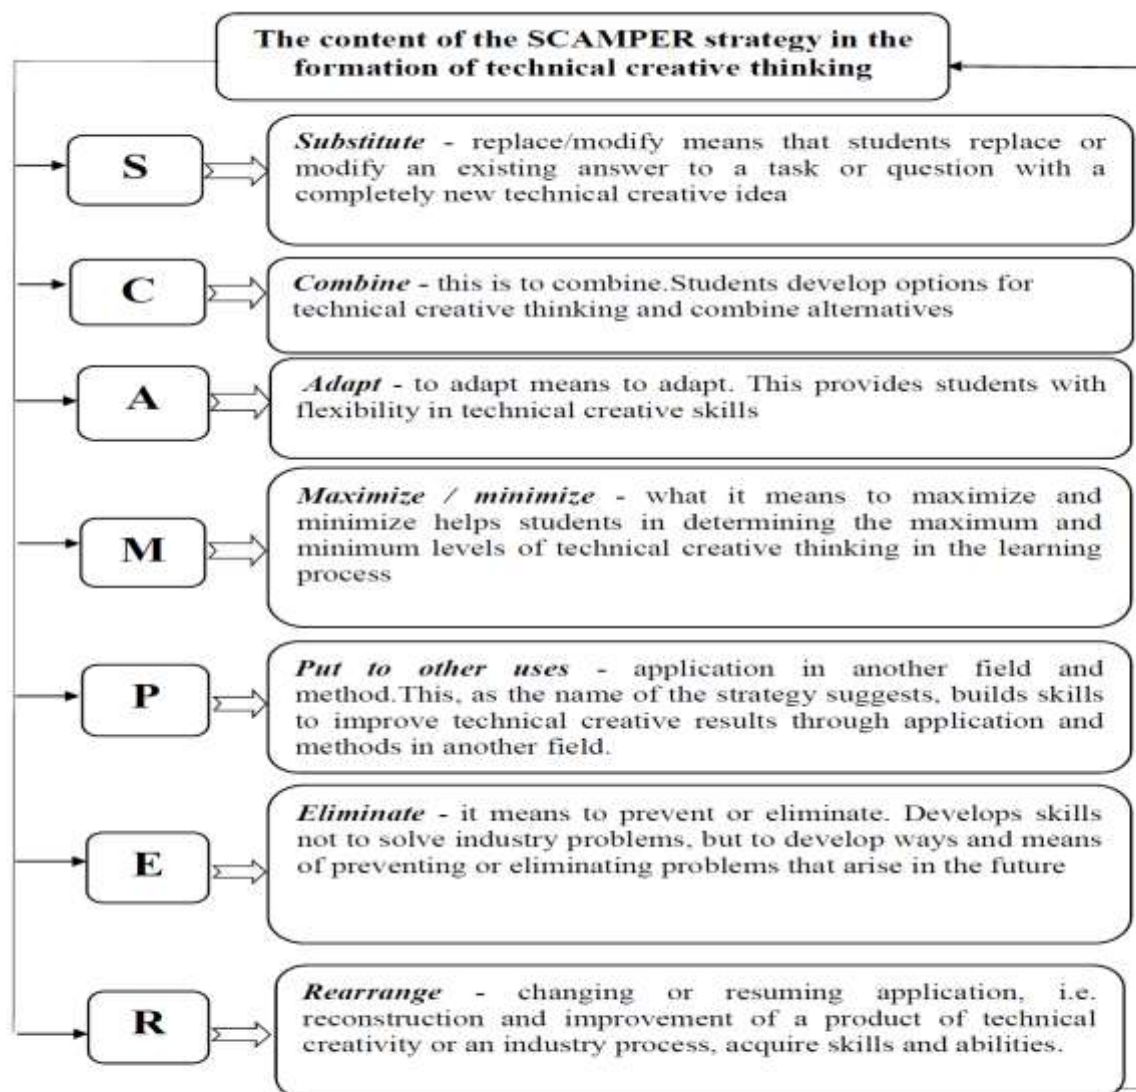 The content of the SCAMPER strategy in the
formation of technical creative thinking
S
Substitute - replace/modify means that students replace or
modify an existing answer to a task or question with a
completely new technical creative idea
C
Combine - this is to combine.Students develop options for
technical creative thinking and combine alternatives
A
Adapt - to adapt means to adapt. This provides students with
flexibility in technical creative skills
M
Maximize / minimize - what it means to maximize and
minimize helps students in determining the maximum and
minimum levels of technical creative thinking in the learning
process
P
Put to other uses - application in another field and
method.This, as the name of the strategy suggests, builds skills
to improve technical creative results through application and
methods in another field.
E
Eliminate - it means to prevent or eliminate. Develops skills
not to solve industry problems, but to develop ways and means
of preventing or eliminating problems that arise in the future
R
Rearrange - changing or resuming application, i.e.
reconstruction and improvement of a product of technical
creativity or an industry process, acquire skills and abilities.